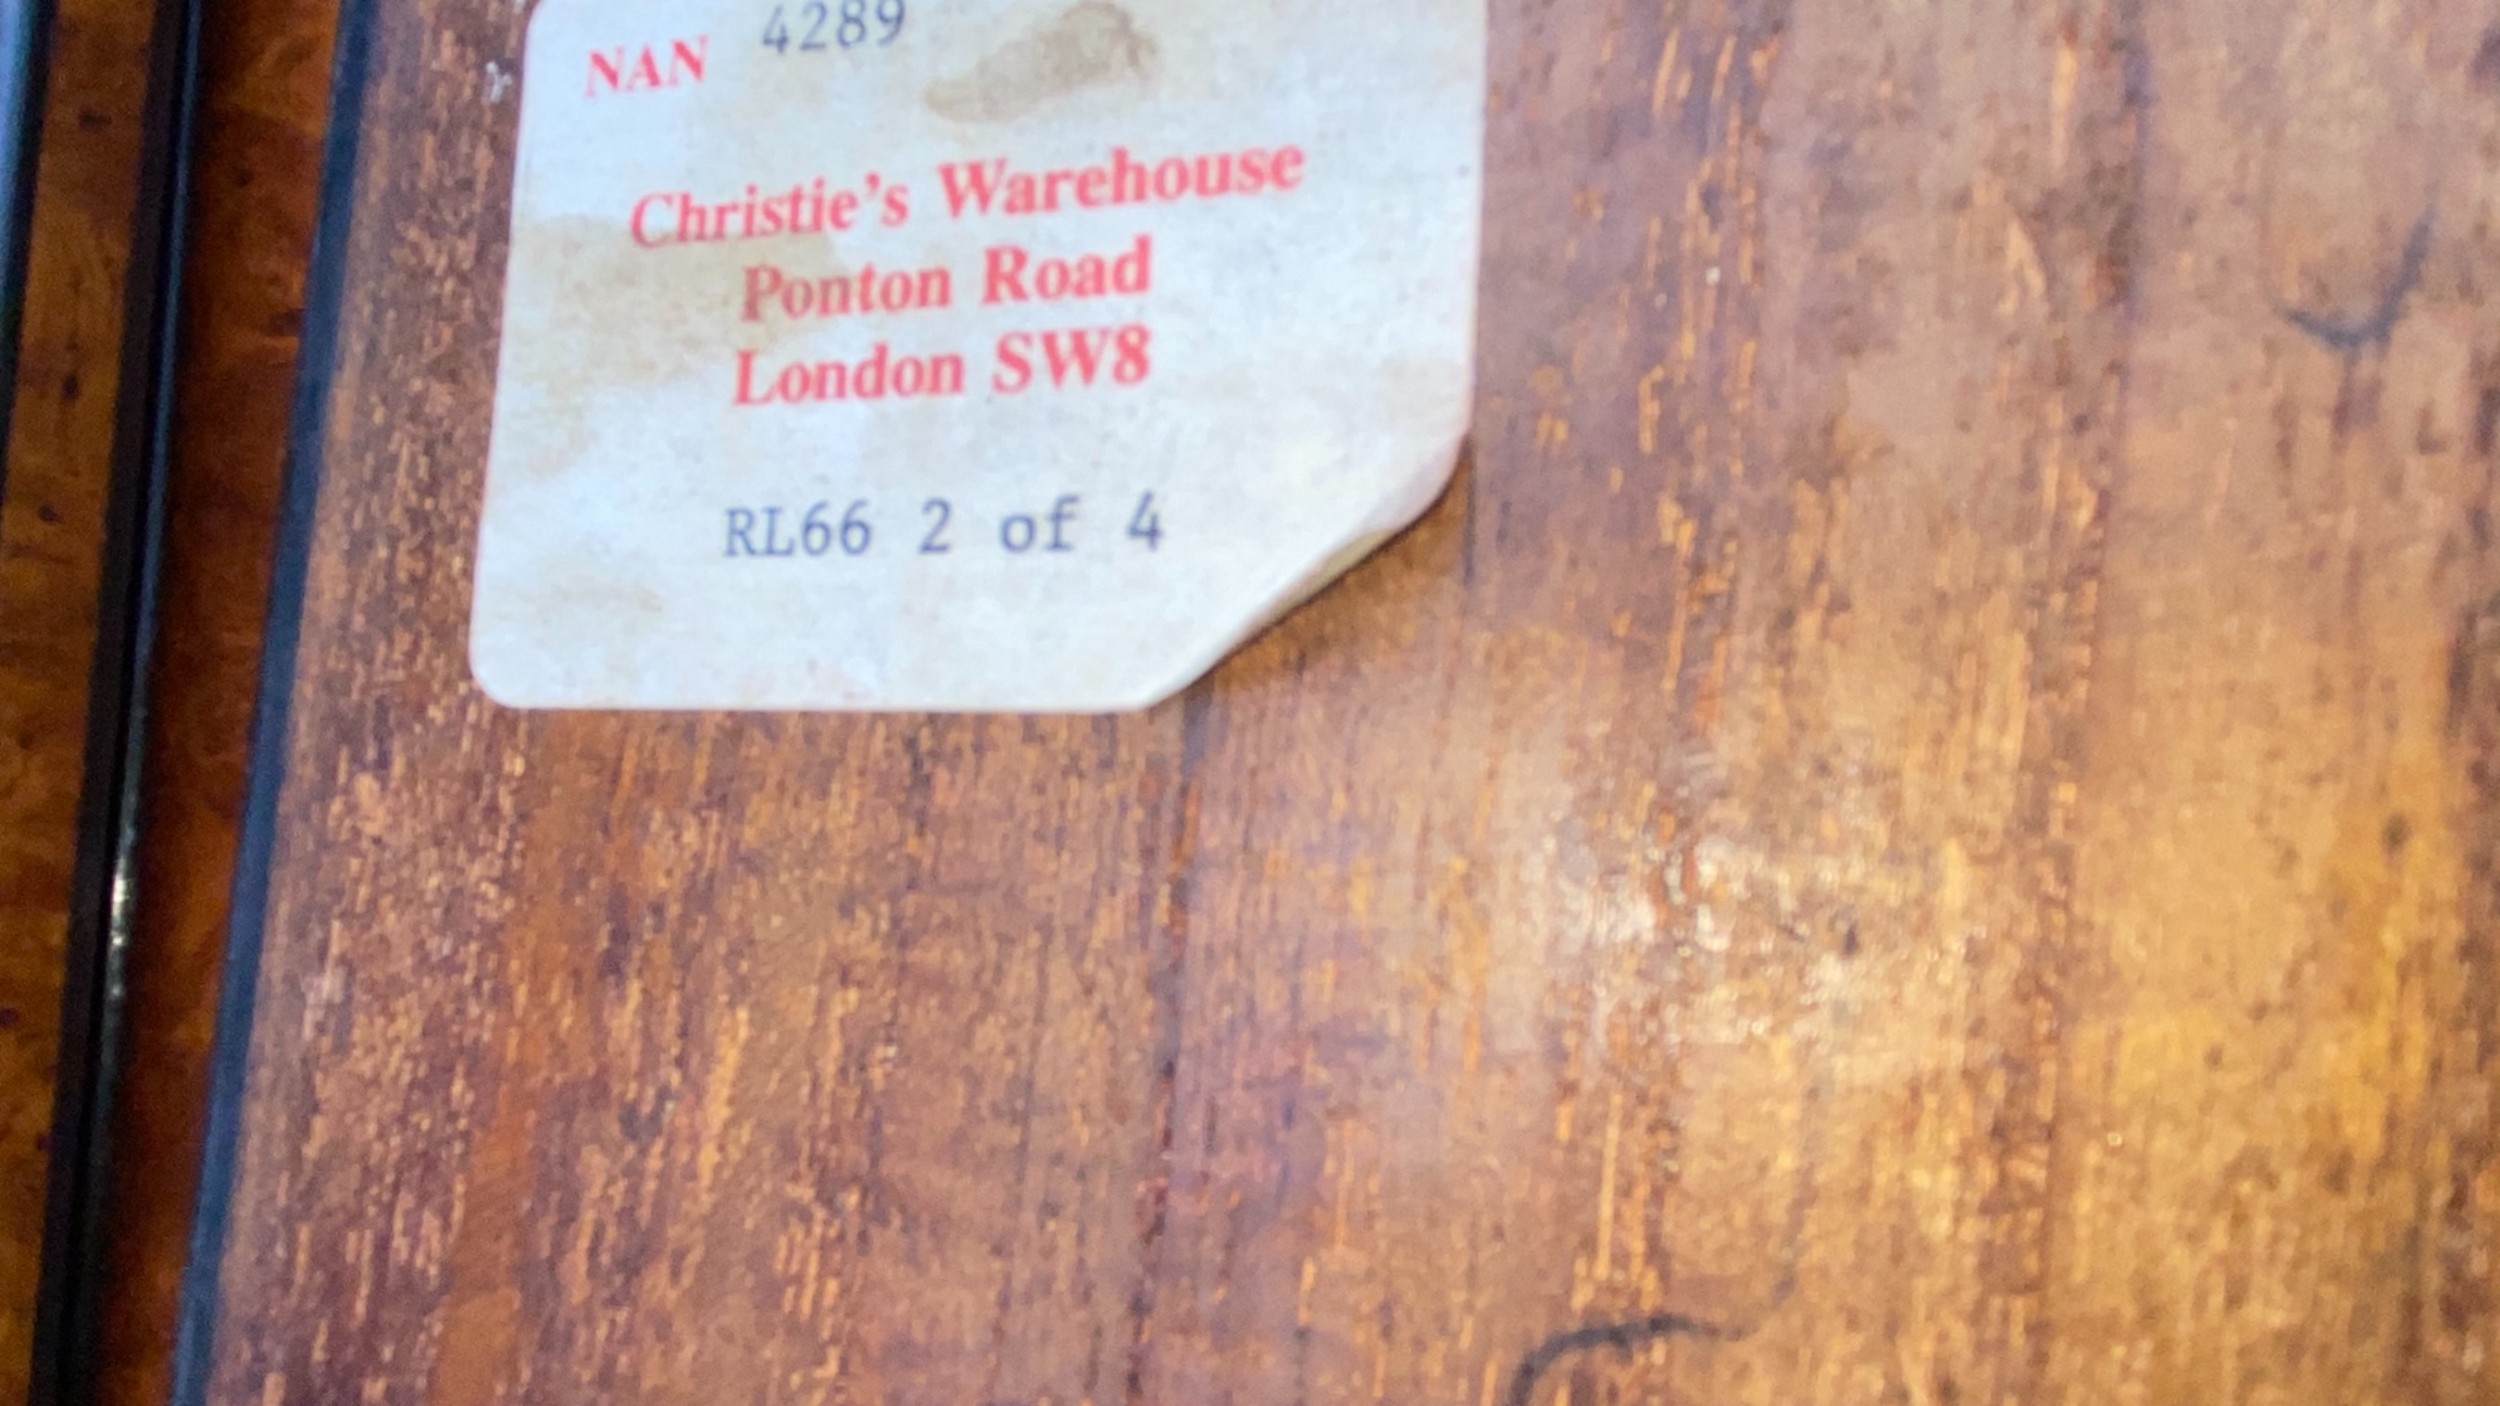 NAN 4289
Christie's Warehouse
Ponton Road
London SW8
RL66 2 of 4